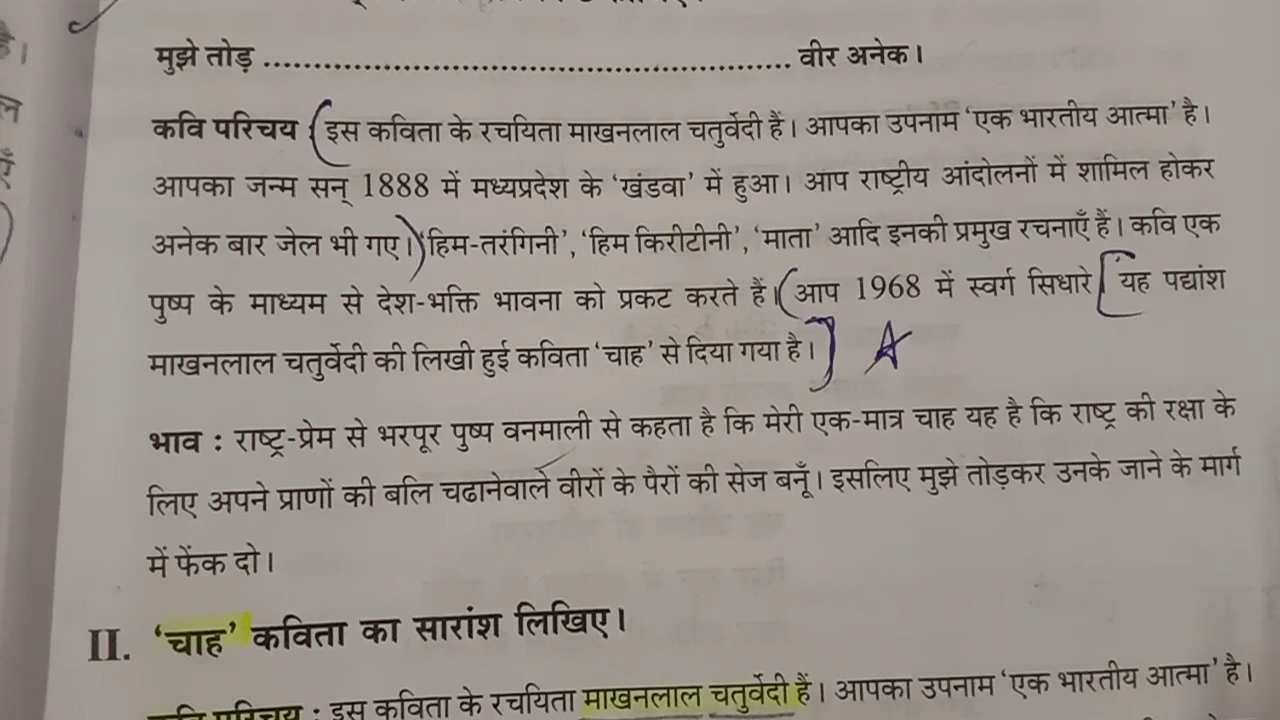 मुझे तोड़ .................................................... वीर अनेक।
कवि परिचय (इस कविता के रचयिता माखनलाल चतुर्वेदी हैं। आपका उपनाम ‘एक भारतीय आत्मा’ है।
आपका जन्म सन् 1888 में मध्यप्रदेश के ‘खंडवा’ में हुआ। आप राष्ट्रीय आंदोलनों में शामिल होकर
अनेक बार जेल भी गए।) ‘हिम-तरंगिनी’, ‘हिम किरीटीनी’, ‘माता’ आदि इनकी प्रमुख रचनाएँ हैं। कवि एक
पुष्प के माध्यम से देश-भक्ति भावना को प्रकट करते हैं। (आप 1968 में स्वर्ग सिधारे [यह पद्यांश
माखनलाल चतुर्वेदी की लिखी हुई कविता ‘चाह’ से दिया गया है।] A
भाव : राष्ट्र-प्रेम से भरपूर पुष्प वनमाली से कहता है कि मेरी एक-मात्र चाह यह है कि राष्ट्र की रक्षा के
लिए अपने प्राणों की बलि चढानेवाले वीरों के पैरों की सेज बनूँ। इसलिए मुझे तोड़कर उनके जाने के मार्ग
में फेंक दो।
II. ‘चाह’ कविता का सारांश लिखिए।
कवि परिचय : इस कविता के रचयिता माखनलाल चतुर्वेदी हैं। आपका उपनाम ‘एक भारतीय आत्मा’ है।